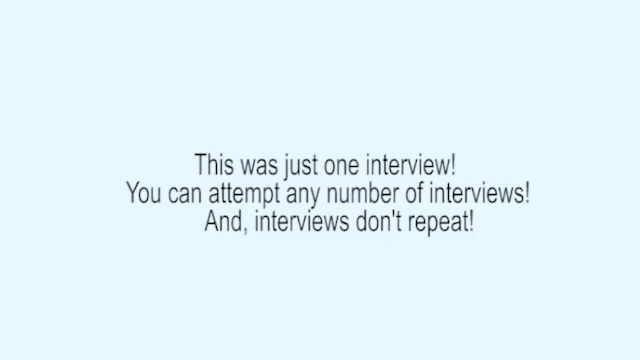 This was just one interview!
You can attempt any number of interviews!
And, interviews don't repeat!